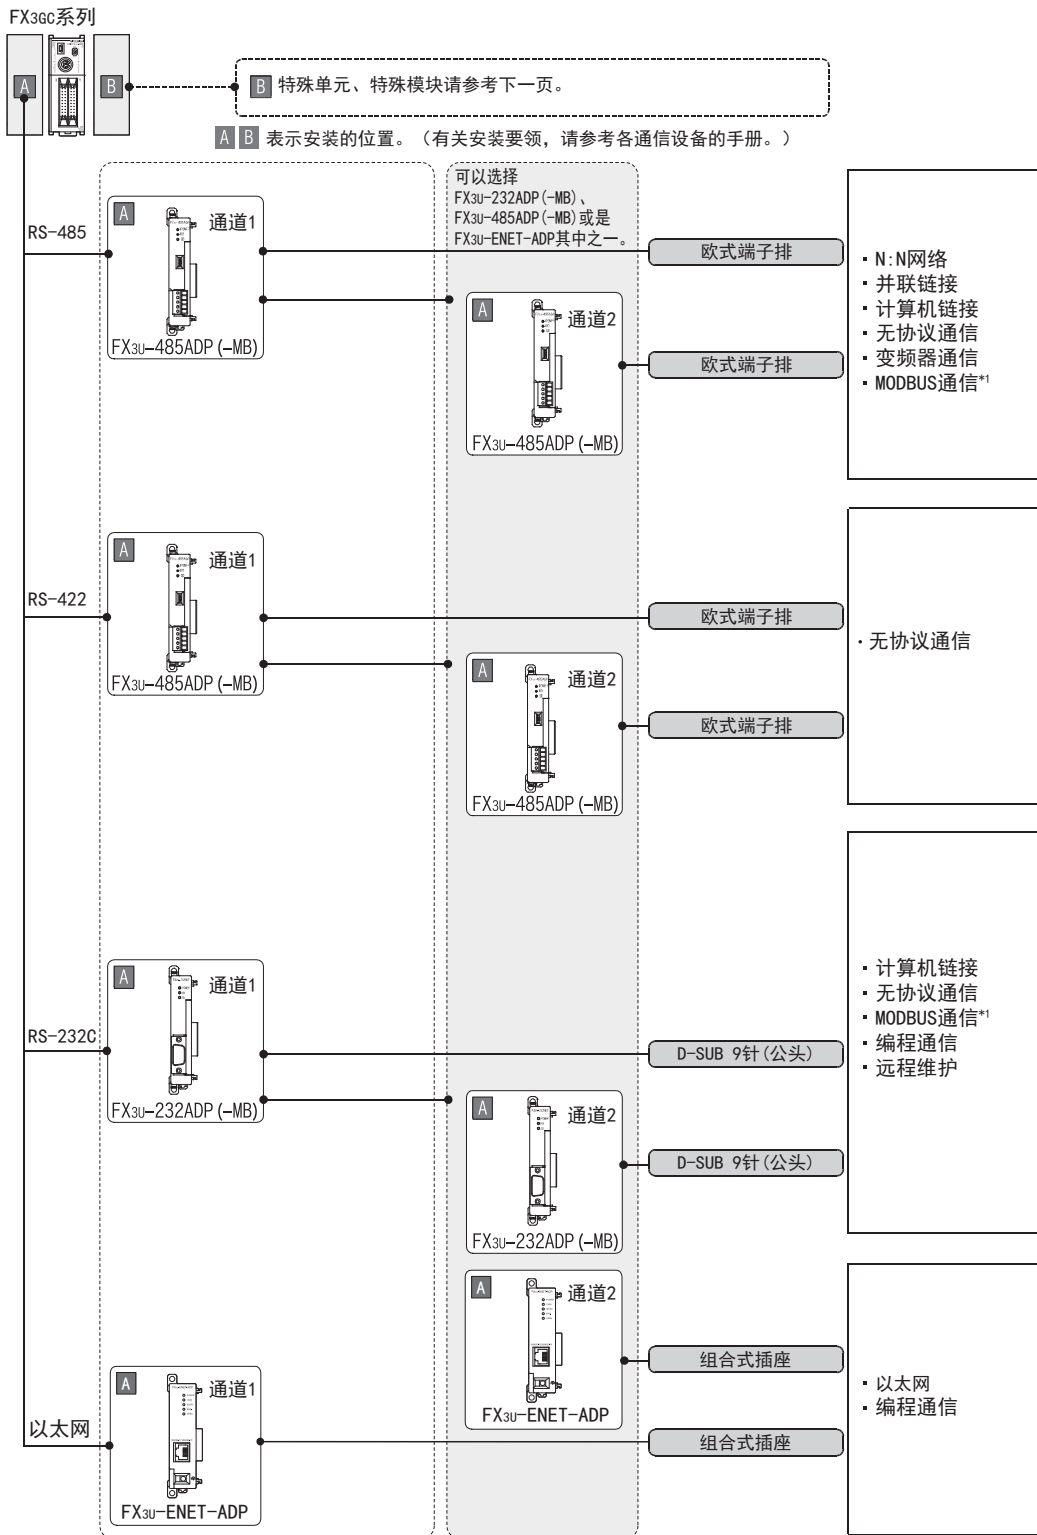 FX3GC系列
A
B
B 特殊单元、特殊模块请参考下一页。
A B 表示安装的位置。（有关安装要领，请参考各通信设备的手册。）
可以选择
FX3U-232ADP(-MB)、
FX3U-485ADP(-MB)或是
FX3U-ENET-ADP其中之一。
RS-485
A 通道1
FX3U-485ADP(-MB)
欧式端子排
A 通道2
FX3U-485ADP(-MB)
欧式端子排
▪ N:N网络
▪ 并联链接
▪ 计算机链接
▪ 无协议通信
▪ 变频器通信
▪ MODBUS通信*1
RS-422
A 通道1
FX3U-485ADP(-MB)
欧式端子排
A 通道2
FX3U-485ADP(-MB)
欧式端子排
·无协议通信
RS-232C
A 通道1
FX3U-232ADP(-MB)
D-SUB 9针(公头)
A 通道2
FX3U-232ADP(-MB)
D-SUB 9针(公头)
▪ 计算机链接
▪ 无协议通信
▪ MODBUS通信*1
▪ 编程通信
▪ 远程维护
A 通道2
FX3U-ENET-ADP
组合式插座
以太网
A 通道1
FX3U-ENET-ADP
组合式插座
▪ 以太网
▪ 编程通信